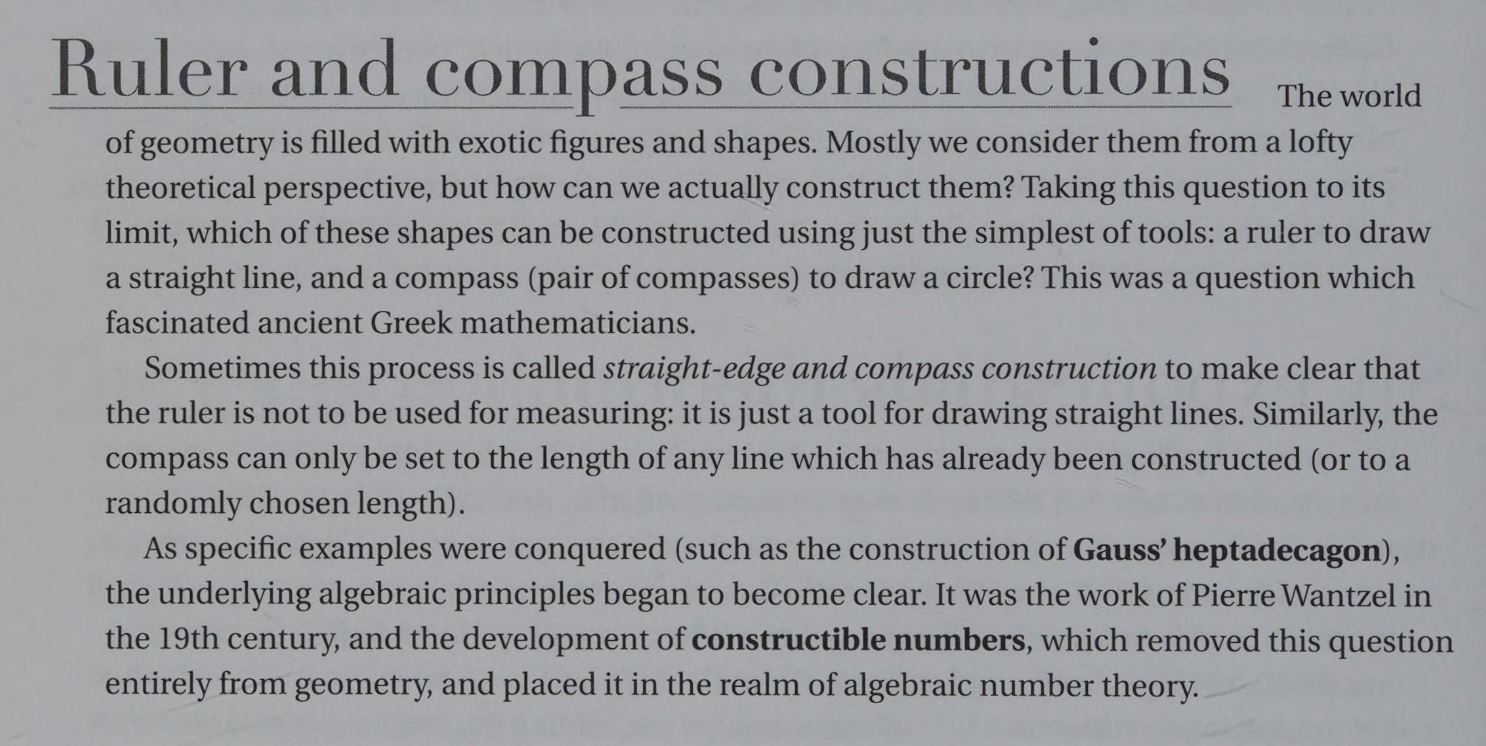 Ruler and compass constructions The world
of geometry is filled with exotic figures and shapes. Mostly we consider them from a lofty
theoretical perspective, but how can we actually construct them? Taking this question to its
limit, which of these shapes can be constructed using just the simplest of tools: a ruler to draw
a straight line, and a compass (pair of compasses) to draw a circle? This was a question which
fascinated ancient Greek mathematicians.
Sometimes this process is called straight-edge and compass construction to make clear that
the ruler is not to be used for measuring: it is just a tool for drawing straight lines. Similarly, the
compass can only be set to the length of any line which has already been constructed (or to a
randomly chosen length).
As specific examples were conquered (such as the construction of Gauss’ heptadecagon),
the underlying algebraic principles began to become clear. It was the work of Pierre Wantzel in
the 19th century, and the development of constructible numbers, which removed this question
entirely from geometry, and placed it in the realm of algebraic number theory.